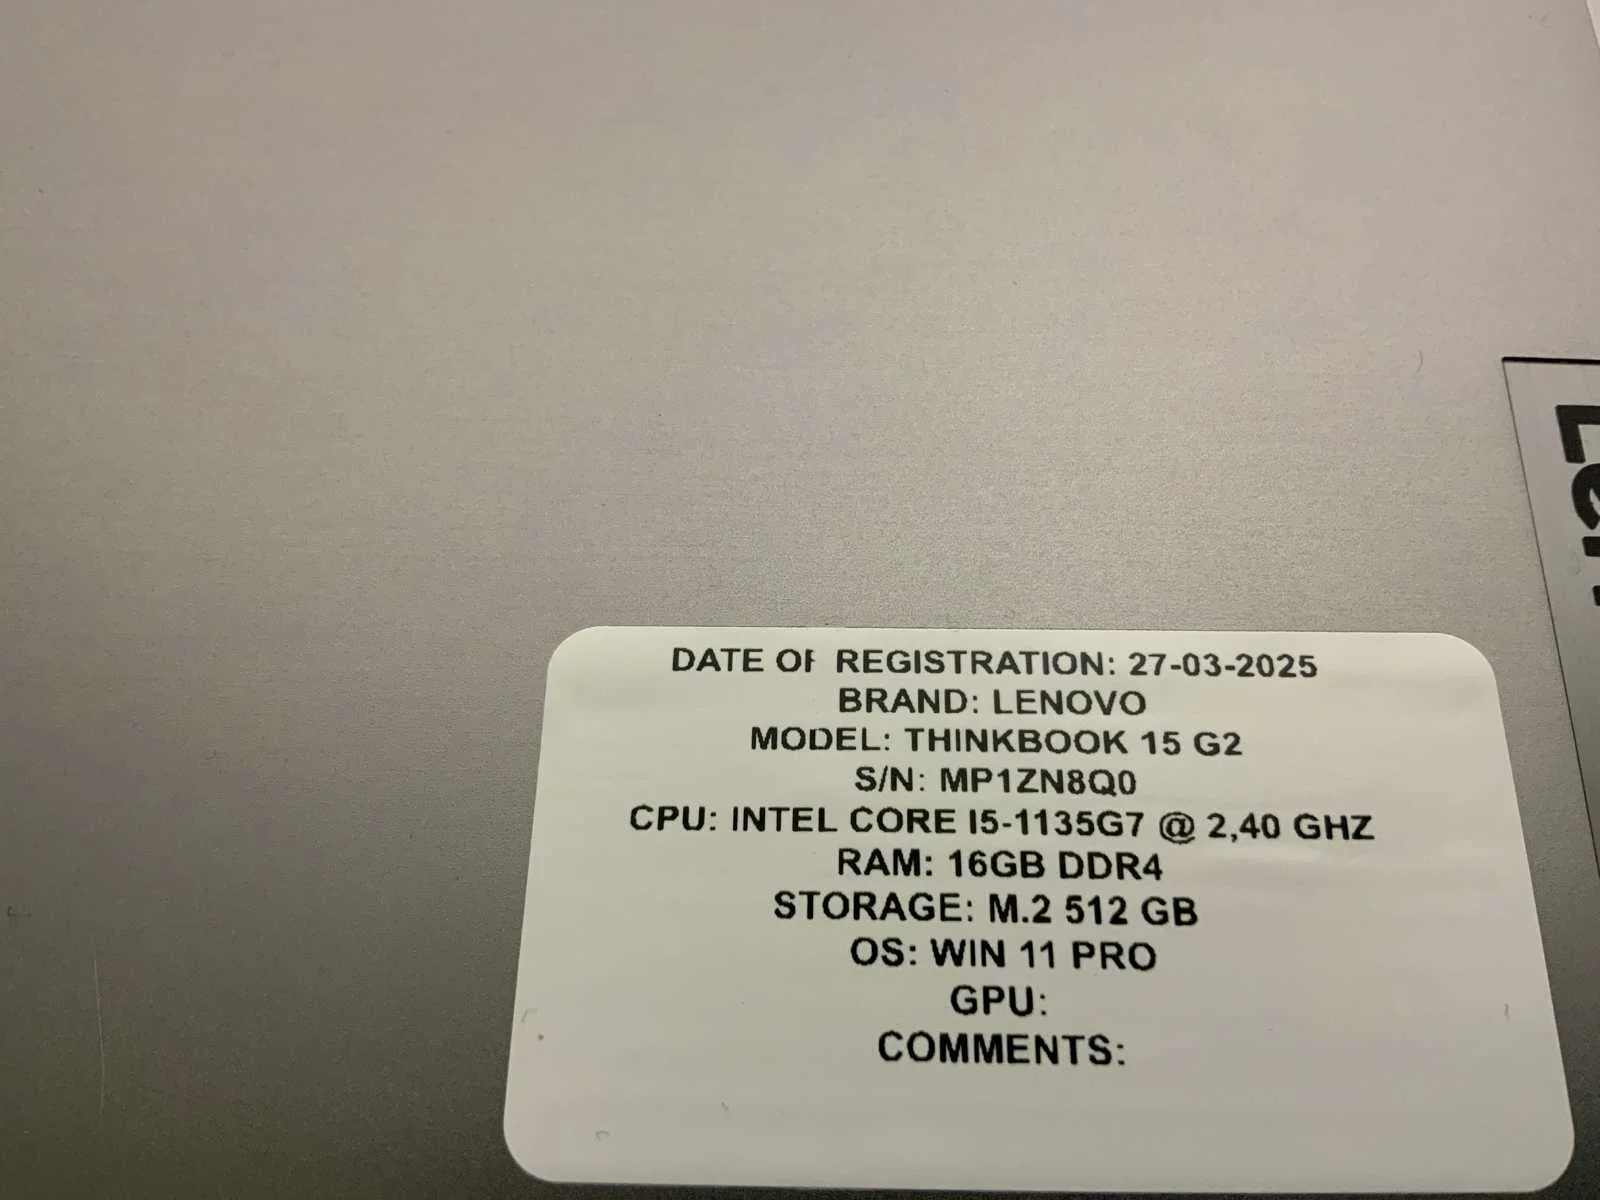 DATE OF REGISTRATION: 27-03-2025
BRAND: LENOVO
MODEL: THINKBOOK 15 G2
S/N: MP1ZN8Q0
CPU: INTEL CORE I5-1135G7 @ 2,40 GHZ
RAM: 16GB DDR4
STORAGE: M.2 512 GB
OS: WIN 11 PRO
GPU:
COMMENTS:
Len